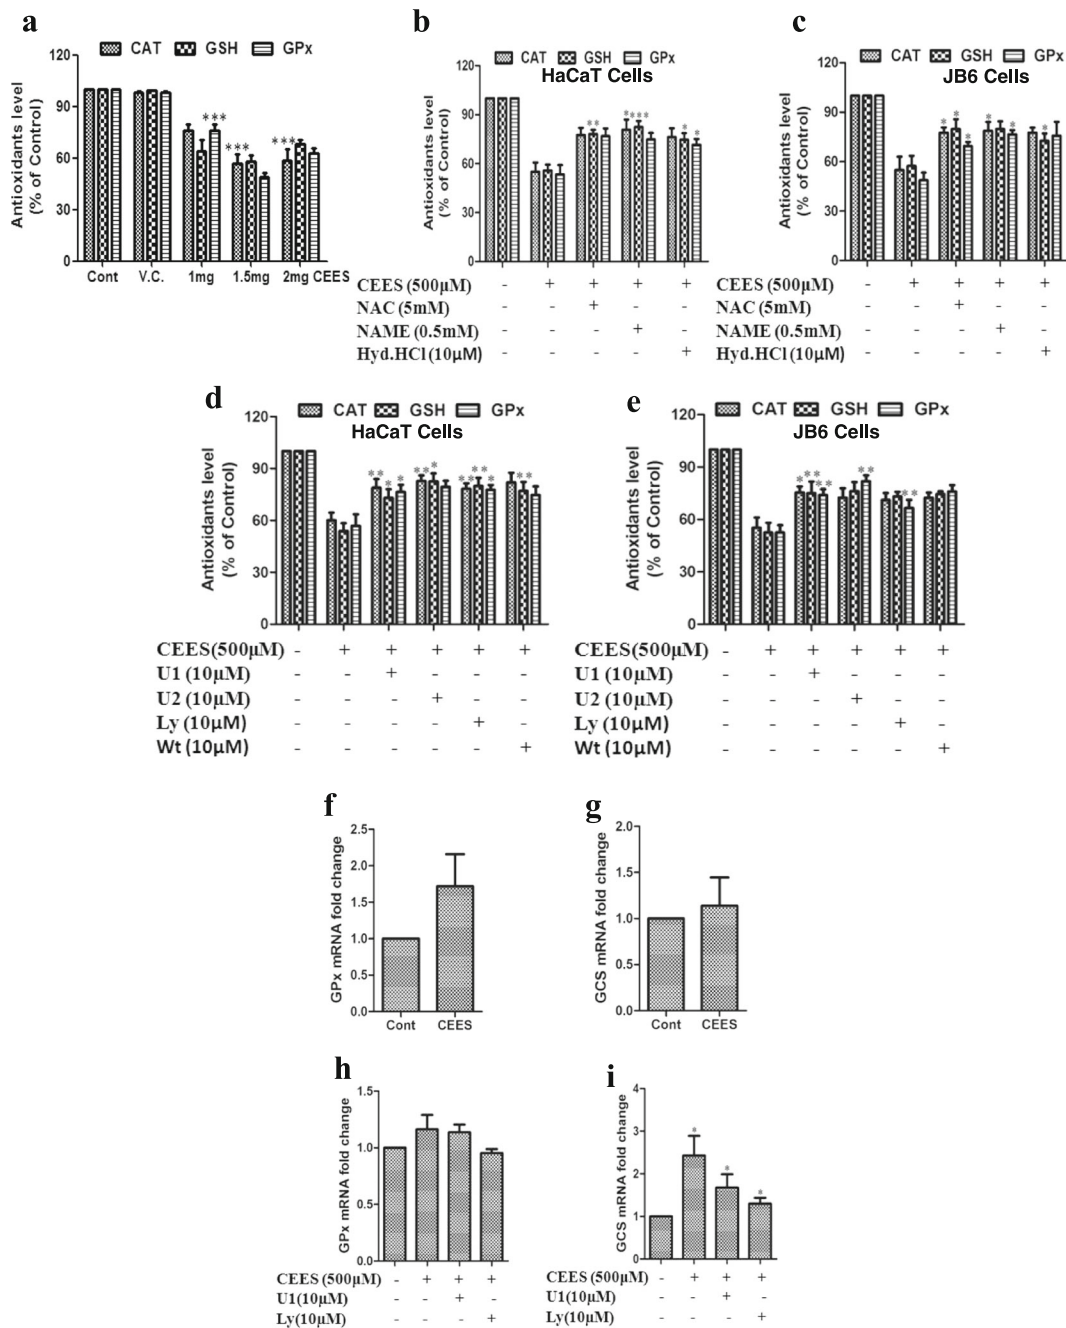 a
CAT GSH GPx
Antioxidants level
(% of Control)
120
90
60
30
0
*** *** ***
Cont V.C. 1mg 1.5mg 2mg CEES
b
CAT GSH GPx
HaCaT Cells
Antioxidants level
(% of Control)
120
90
60
30
0
** * *** * *
CEES (500µM) - + + + +
NAC (5mM) - - + - -
NAME (0.5mM) - - - + -
Hyd.HCl (10µM) - - - - +
c
CAT GSH GPx
JB6 Cells
Antioxidants level
(% of Control)
120
90
60
30
0
* * * * * *
CEES (500µM) - + + + +
NAC (5mM) - - + - -
NAME (0.5mM) - - - + -
Hyd.HCl (10µM) - - - - +
d
CAT GSH GPx
HaCaT Cells
Antioxidants level
(% of Control)
120
90
60
30
0
** * * ** * ** ** * **
CEES(500µM) - + + + + +
U1 (10µM) - - + - - -
U2 (10µM) - - - + - -
Ly (10µM) - - - - + -
Wt (10µM) - - - - - +
e
CAT GSH GPx
JB6 Cells
Antioxidants level
(% of Control)
120
90
60
30
0
* ** ** ** **
CEES(500µM) - + + + + +
U1 (10µM) - - + - - -
U2 (10µM) - - - + - -
Ly (10µM) - - - - + -
Wt (10µM) - - - - - +
f
GPx mRNA fold change
2.5
2.0
1.5
1.0
0.5
0.0
Cont CEES
g
GCS mRNA fold change
2.0
1.5
1.0
0.5
0.0
Cont CEES
h
GPx mRNA fold change
1.5
1.0
0.5
0.0
CEES (500µM) - + + +
U1(10µM) - - + -
Ly(10µM) - - - +
i
GCS mRNA fold change
4
3
2
1
0
* * *
CEES (500µM) - + + +
U1(10µM) - - + -
Ly(10µM) - - - +